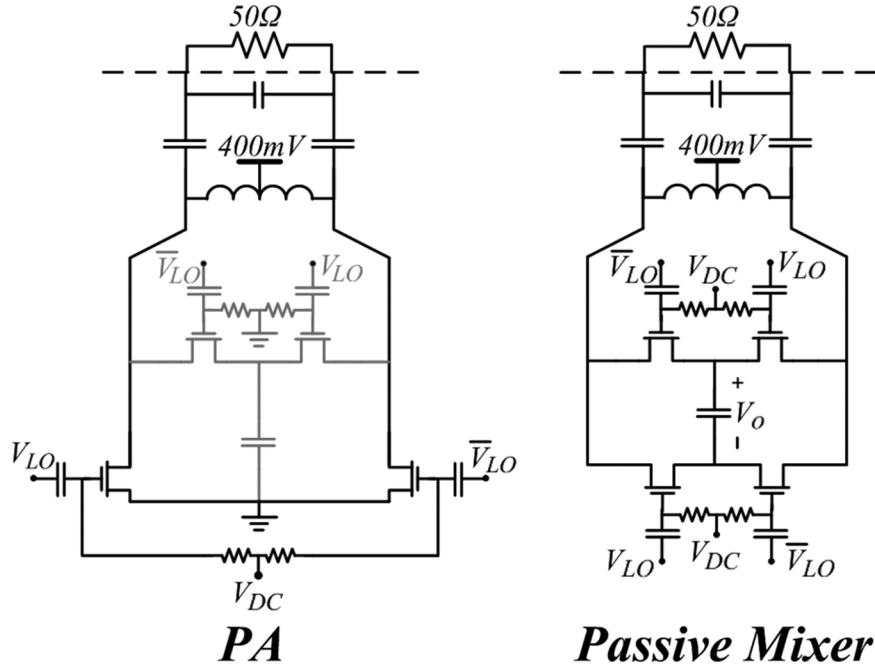 50Ω
50Ω
400mV
400mV
V̅LO
VLO
V̅LO
VDC
VLO
+
Vo
-
VLO
V̅LO
VDC
VLO
VDC
V̅LO
PA
Passive Mixer